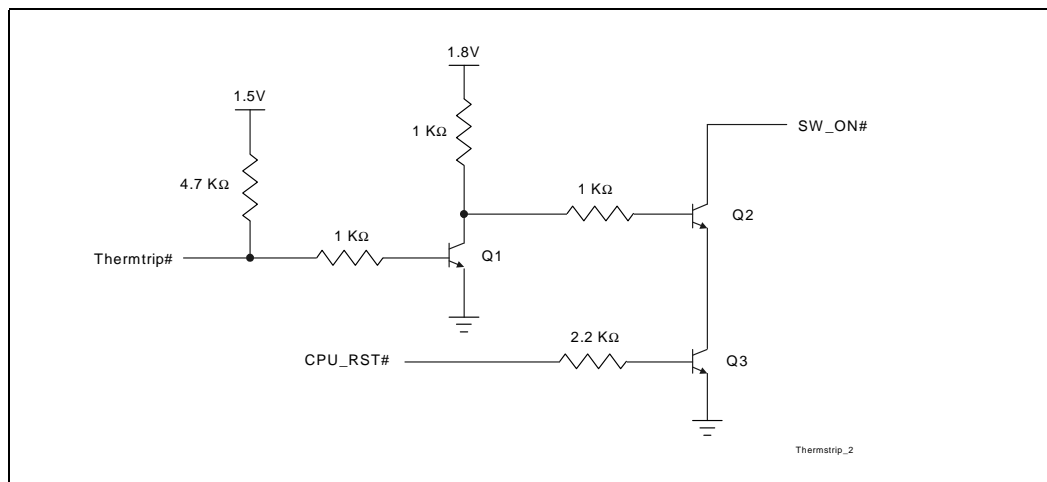 1.8V
1.5V
1 KΩ
SW_ON#
4.7 KΩ
1 KΩ
Q2
1 KΩ
Thermtrip#
Q1
2.2 KΩ
CPU_RST#
Q3
Thermstrip_2